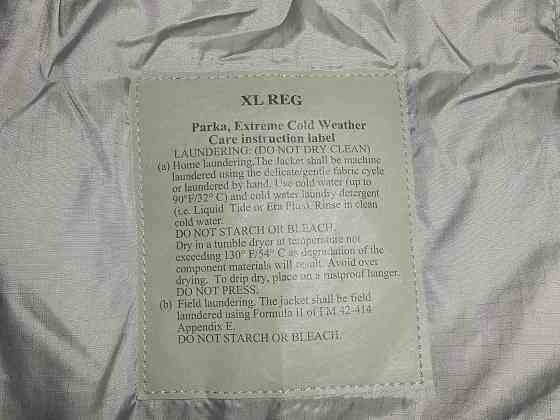 XL REG
Parka, Extreme Cold Weather
Care instruction label
LAUNDERING: (DO NOT DRY CLEAN)
(a) Home laundering.The Jacket shall be machine
laundered using the delicate/gentle fabric cycle
or laundered by hand. Use cold water (up to
90°F/32° C) and cold water laundry detergent
(i.e. Liquid Tide or Era Plus). Rinse in clean
cold water.
DO NOT STARCH OR BLEACH.
Dry in a tumble dryer at temperature not
exceeding 130° F/54° C as degradation of the
component materials will result. Avoid over
drying. To drip dry, place on a rustproof hanger.
DO NOT PRESS.
(b) Field laundering. The jacket shall be field
laundered using Formula II of TM 42-414
Appendix E.
DO NOT STARCH OR BLEACH.